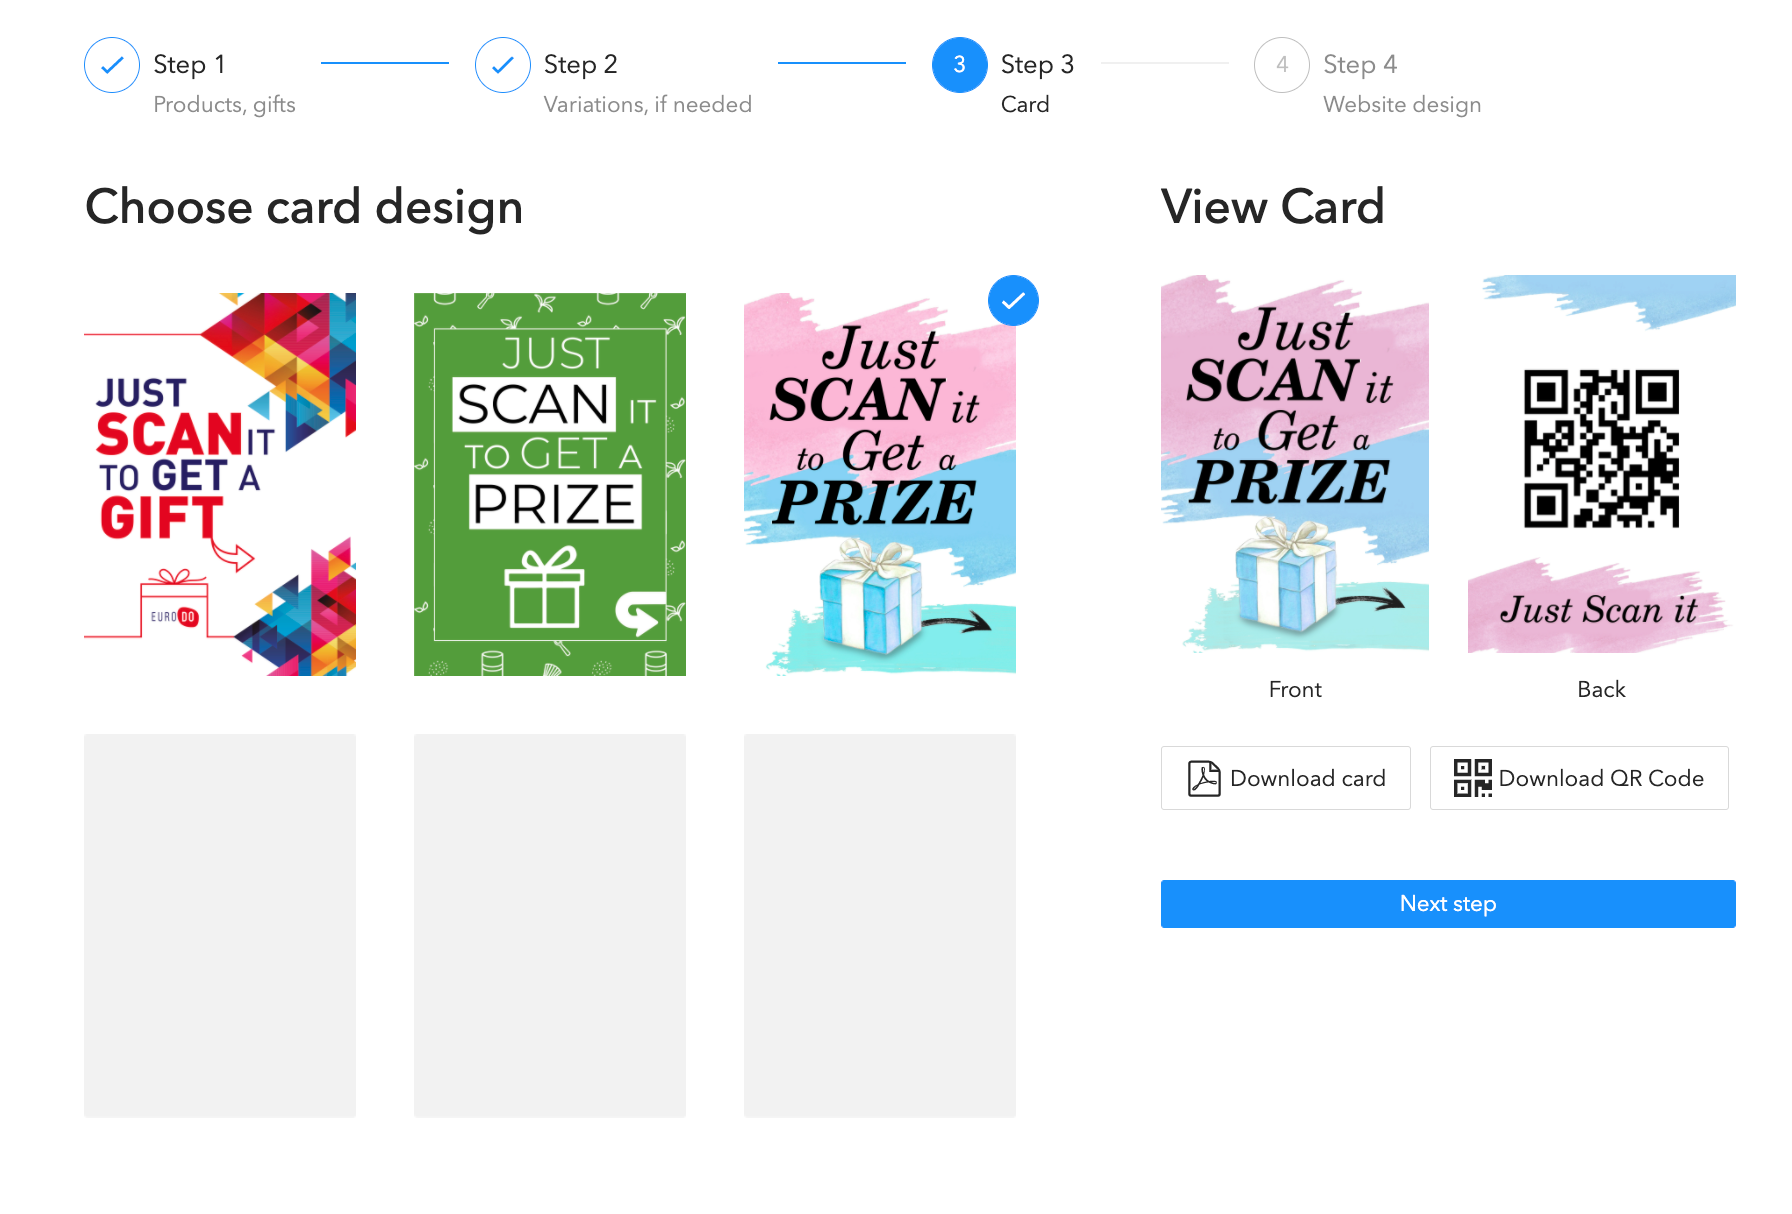 Step 1
Products, gifts
Step 2
Variations, if needed
3
Step 3
Card
4
Step 4
Website design
Choose card design
JUST
SCAN IT
TO GET A
GIFT
EURO DO
JUST
SCAN IT
TO GET A
PRIZE
Just
SCAN it
to Get a
PRIZE
View Card
Just
SCAN it
to Get a
PRIZE
Front
Just Scan it
Back
Download card
Download QR Code
Next step